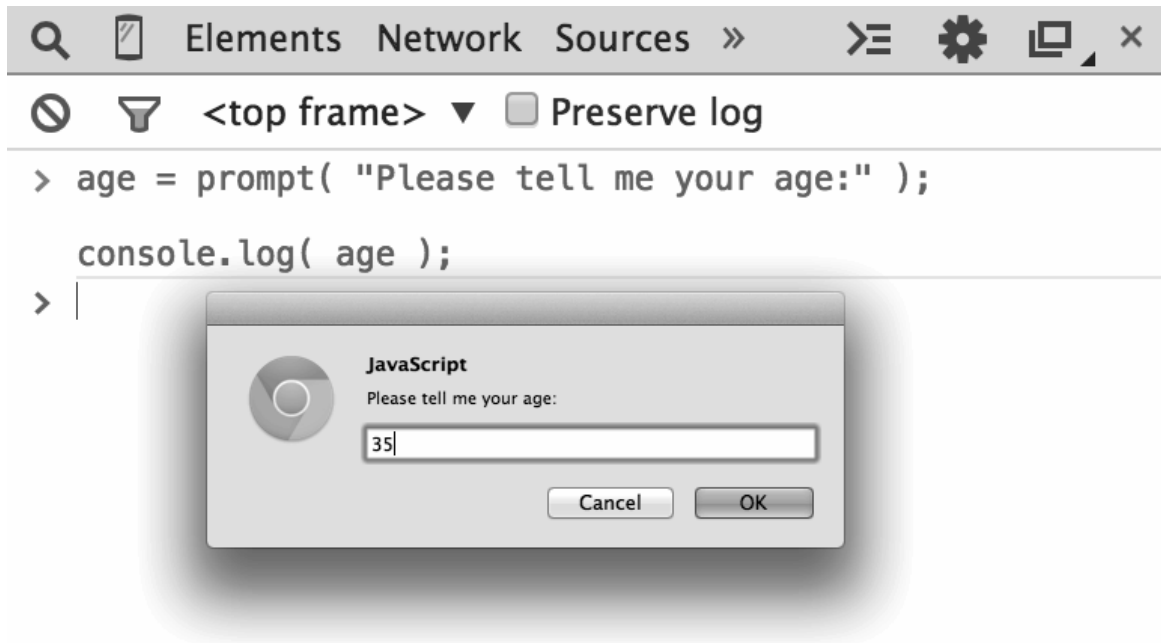 Elements Network Sources »
<top frame> ▼ Preserve log
> age = prompt( "Please tell me your age:" );
console.log( age );
>
JavaScript
Please tell me your age:
35
Cancel OK